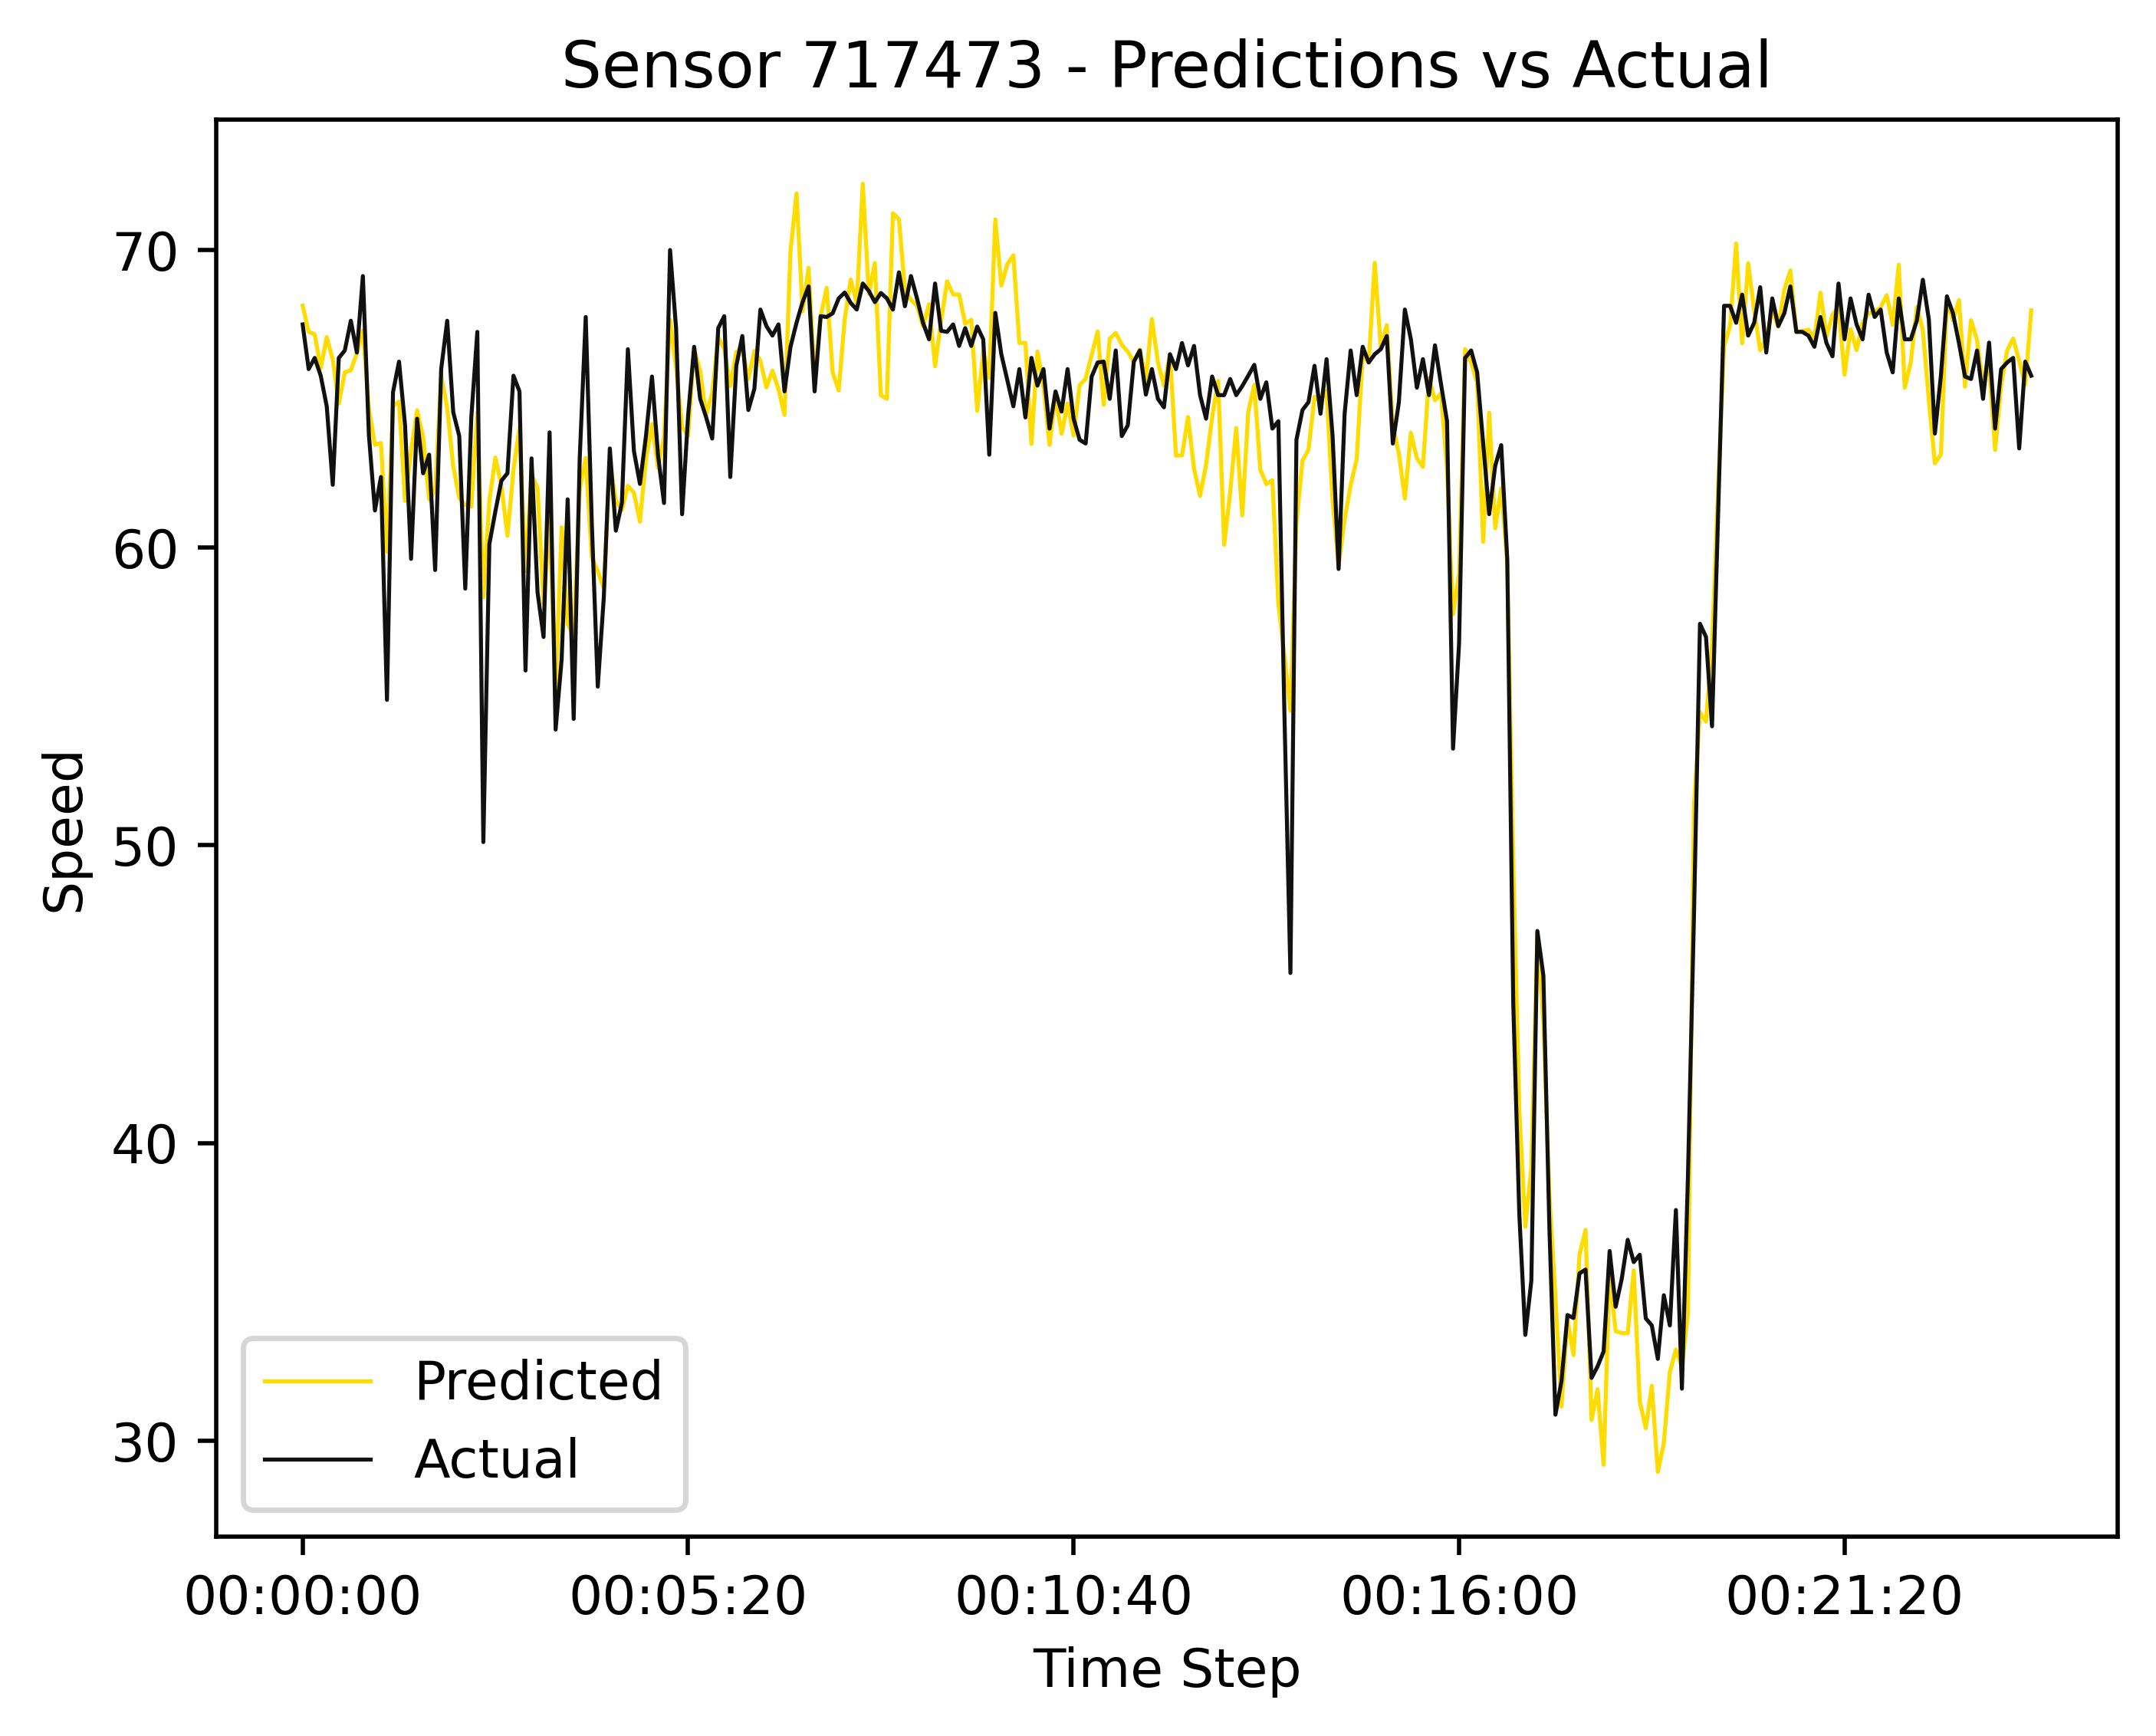 Sensor 717473 - Predictions vs Actual
70
60
50
40
30
Speed
Predicted
Actual
00:00:00 00:05:20 00:10:40 00:16:00 00:21:20
Time Step